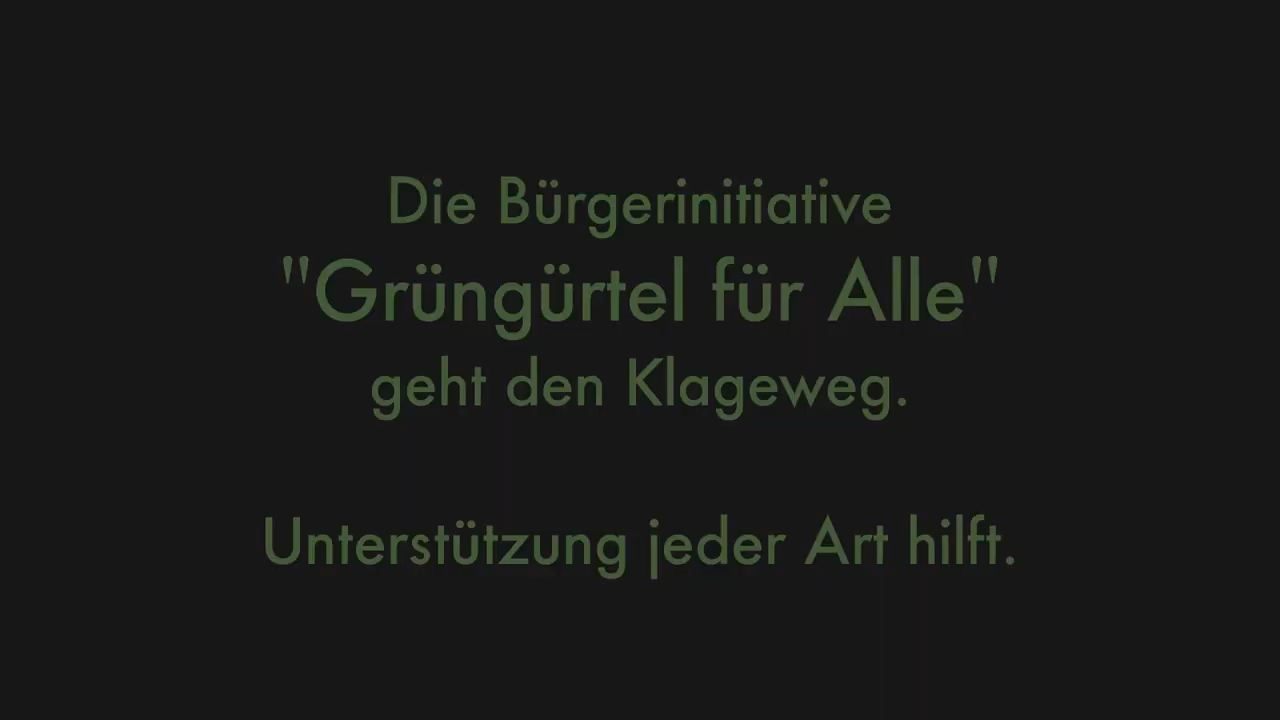 Die Bürgerinitiative
"Grüngürtel für Alle"
geht den Klageweg.
Unterstützung jeder Art hilft.